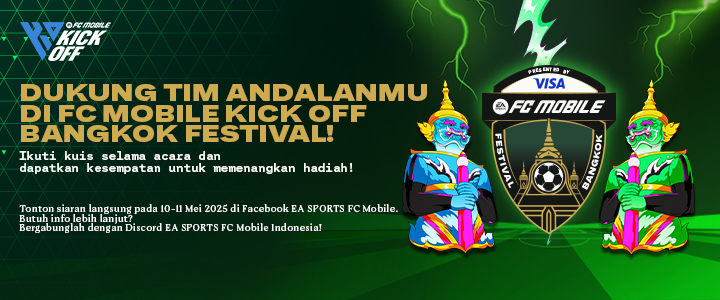 FC MOBILE
KICK
OFF
DUKUNG TIM ANDALANMU
DI FC MOBILE KICK OFF
BANGKOK FESTIVAL!
Ikuti kuis selama acara dan
dapatkan kesempatan untuk memenangkan hadiah!
Tonton siaran langsung pada 10-11 Mei 2025 di Facebook EA SPORTS FC Mobile.
Butuh info lebih lanjut?
Bergabunglah dengan Discord EA SPORTS FC Mobile Indonesia!
PRESENTED BY
VISA
FC MOBILE
FESTIVAL
BANGKOK